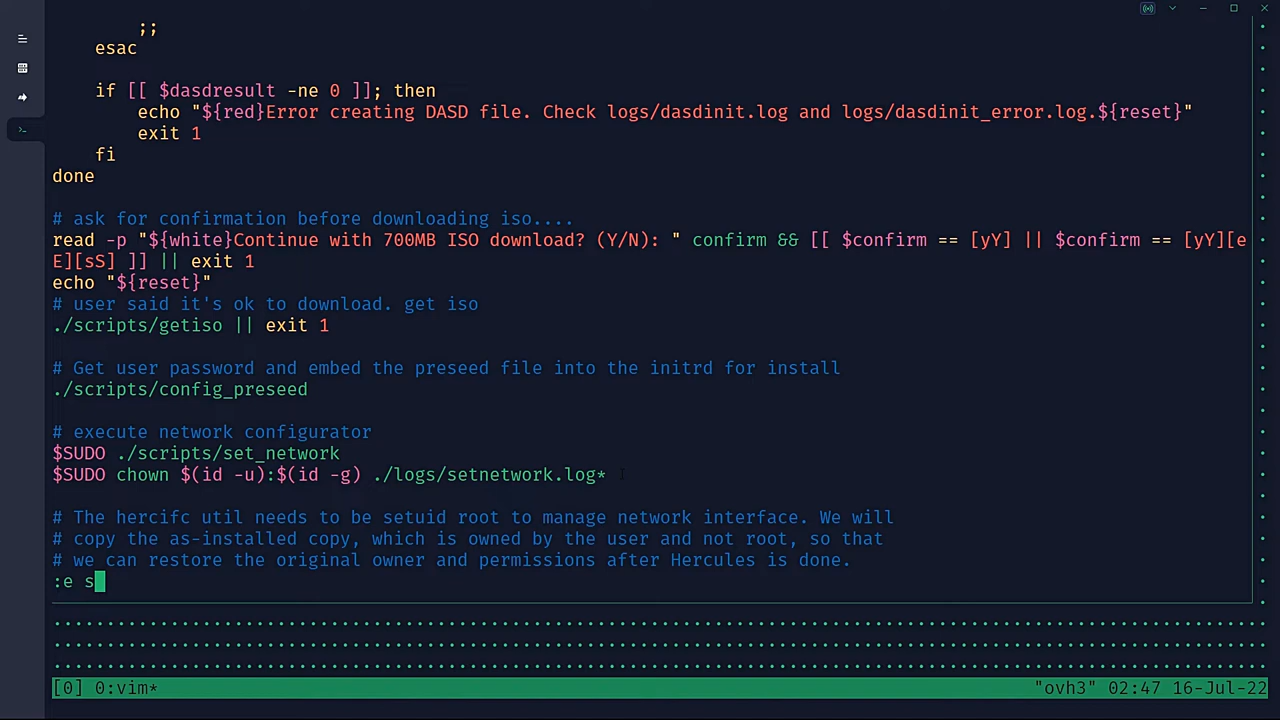 ;;
    esac

    if [[ $dasdresult -ne 0 ]]; then
        echo "${red}Error creating DASD file. Check logs/dasdinit.log and logs/dasdinit_error.log.${reset}"
        exit 1
    fi
done

# ask for confirmation before downloading iso....
read -p "${white}Continue with 700MB ISO download? (Y/N): " confirm && [[ $confirm == [yY] || $confirm == [yY][e
E][sS] ]] || exit 1
echo "${reset}"
# user said it's ok to download. get iso
./scripts/getiso || exit 1

# Get user password and embed the preseed file into the initrd for install
./scripts/config_preseed

# execute network configurator
$SUDO ./scripts/set_network
$SUDO chown $(id -u):$(id -g) ./logs/setnetwork.log*

# The hercifc util needs to be setuid root to manage network interface. We will
# copy the as-installed copy, which is owned by the user and not root, so that
# we can restore the original owner and permissions after Hercules is done.
:e s
[0] 0:vim* "ovh3" 02:47 16-Jul-22